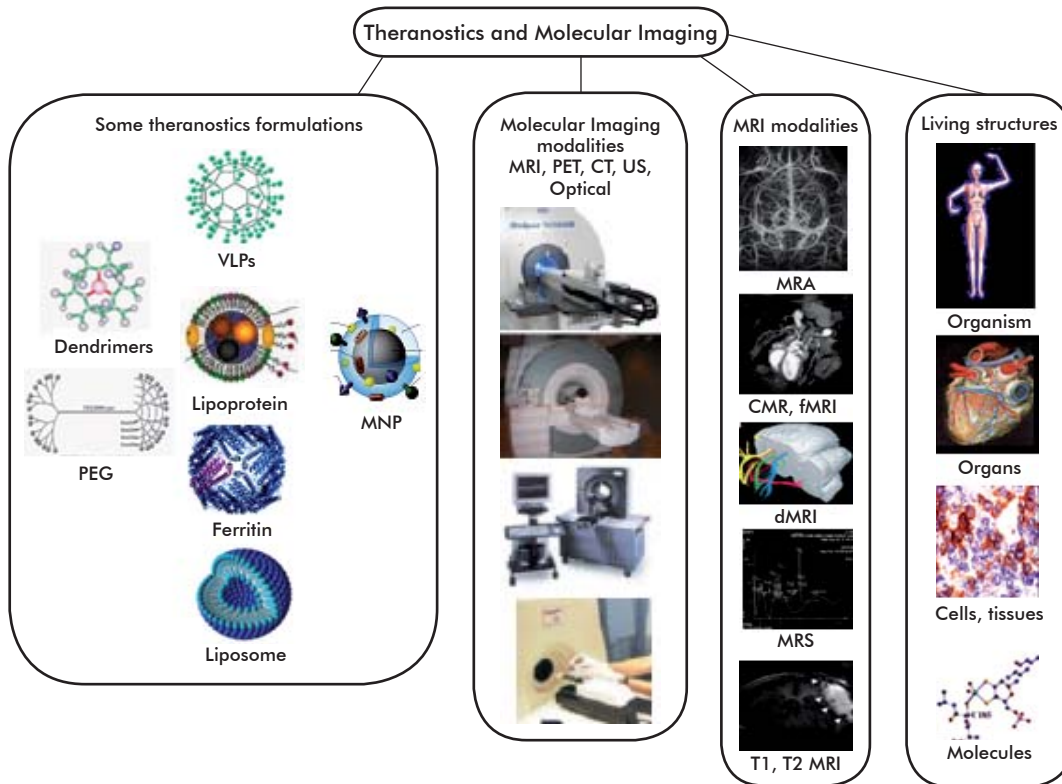 Theranostics and Molecular Imaging
Some theranostics formulations
VLPs
Dendrimers
Lipoprotein
MNP
PEG
Ferritin
Liposome
Molecular Imaging
modalities
MRI, PET, CT, US,
Optical
MRI modalities
MRA
CMR, fMRI
dMRI
MRS
T1, T2 MRI
Living structures
Organism
Organs
Cells, tissues
Molecules